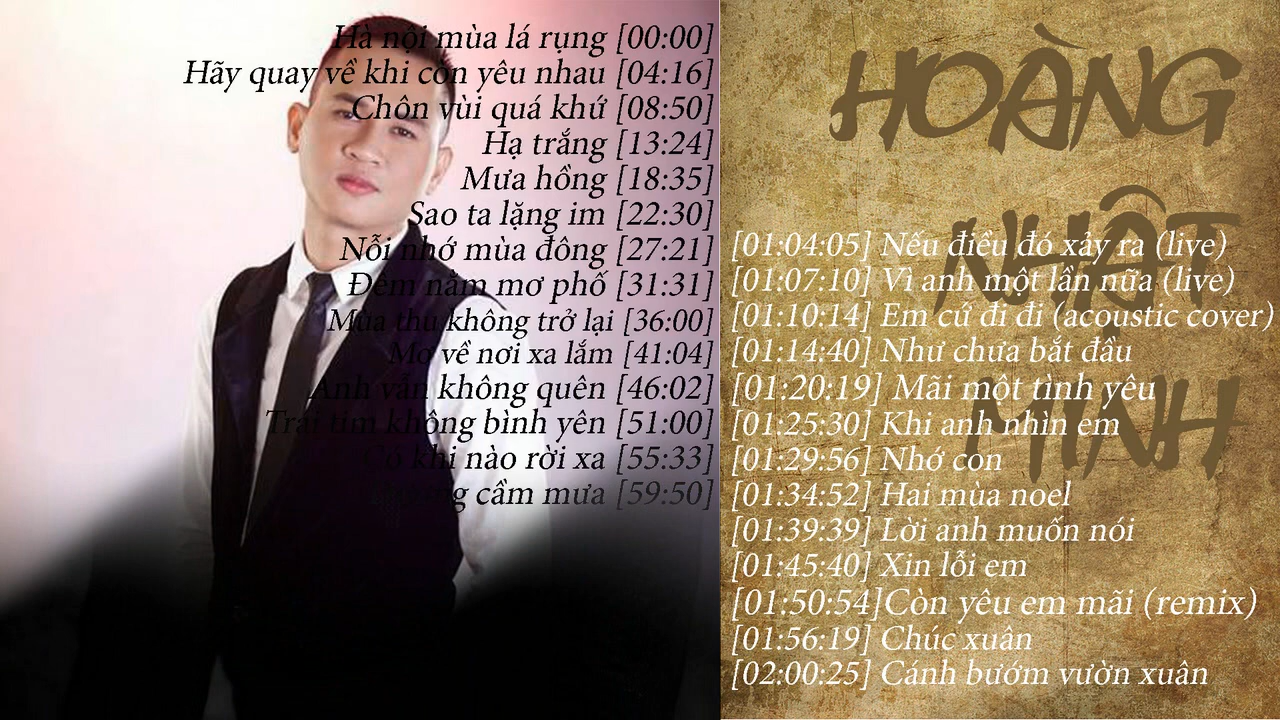 Hà nội mùa lá rụng [00:00]
Hãy quay về khi còn yêu nhau [04:16]
Chôn vùi quá khứ [08:50]
Hạ trắng [13:24]
Mưa hồng [18:35]
Sao ta lặng im [22:30]
Nỗi nhớ mùa đông [27:21]
Đêm nằm mơ phố [31:31]
Mùa thu không trở lại [36:00]
Mơ về nơi xa lắm [41:04]
Anh vẫn không quên [46:02]
Trái tim không bình yên [51:00]
Có khi nào rời xa [55:33]
cầm mưa [59:50]
HOÀNG
NHẬT
MINH
[01:04:05] Nếu điều đó xảy ra (live)
[01:07:10] Vì anh một lần nữa (live)
[01:10:14] Em cứ đi đi (acoustic cover)
[01:14:40] Như chưa bắt đầu
[01:20:19] Mãi một tình yêu
[01:25:30] Khi anh nhìn em
[01:29:56] Nhớ con
[01:34:52] Hai mùa noel
[01:39:39] Lời anh muốn nói
[01:45:40] Xin lỗi em
[01:50:54]Còn yêu em mãi (remix)
[01:56:19] Chúc xuân
[02:00:25] Cánh bướm vườn xuân